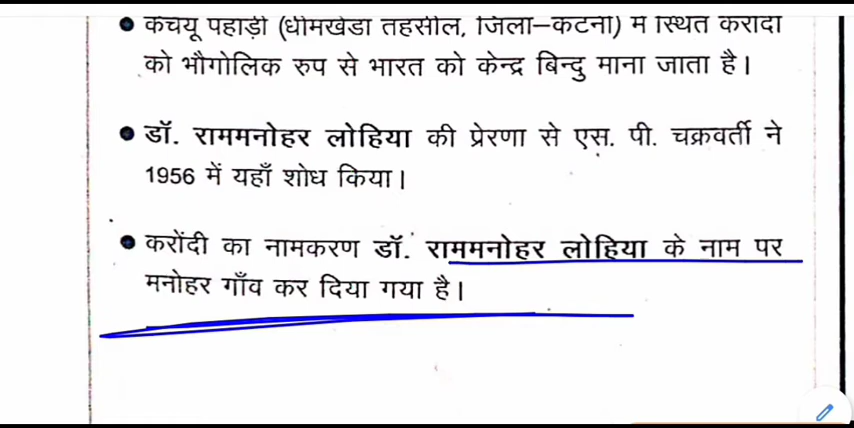 • कैचयू पहाड़ी (धीमखेडा तहसील, जिला–कटनी) में स्थित करोंदी
को भौगोलिक रुप से भारत को केन्द्र बिन्दु माना जाता है।
• डॉ. राममनोहर लोहिया की प्रेरणा से एस. पी. चक्रवर्ती ने
1956 में यहाँ शोध किया।
• करोंदी का नामकरण डॉ. राममनोहर लोहिया के नाम पर
मनोहर गाँव कर दिया गया है।